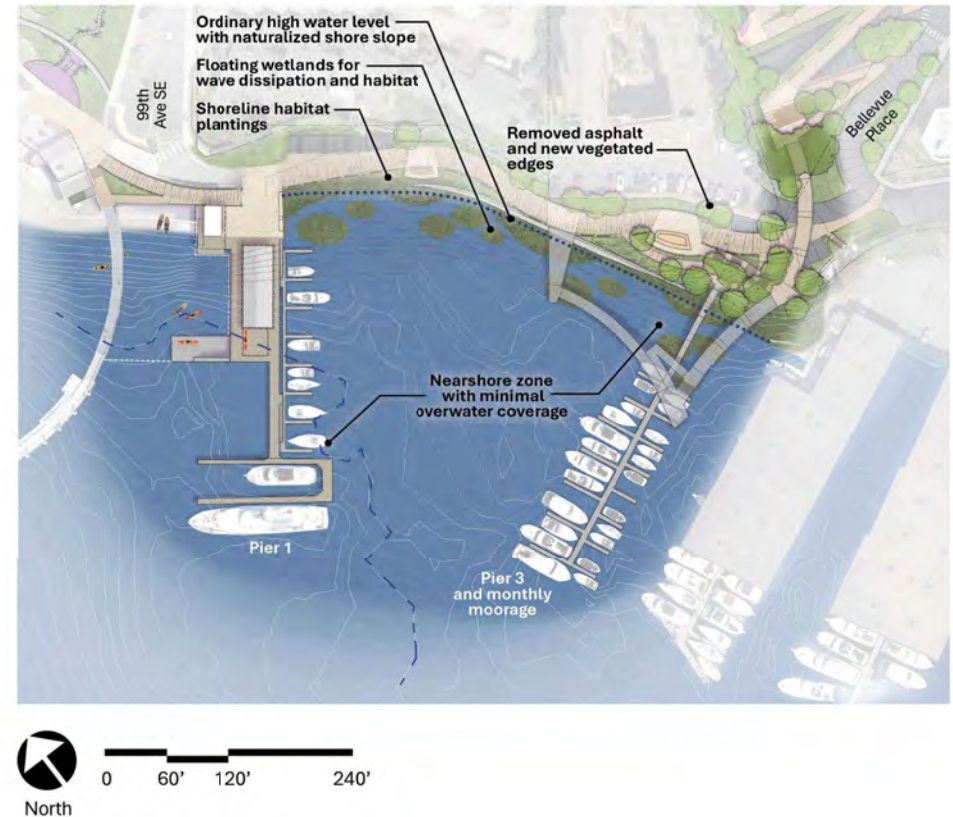 Ordinary high water level
with naturalized shore slope
Floating wetlands for
wave dissipation and habitat
Shoreline habitat
plantings
99th
Ave SE
Removed asphalt
and new vegetated
edges
Bellevue
Place
Nearshore zone
with minimal
overwater coverage
Pier 1
Pier 3
and monthly
moorage
0 60' 120' 240'
North